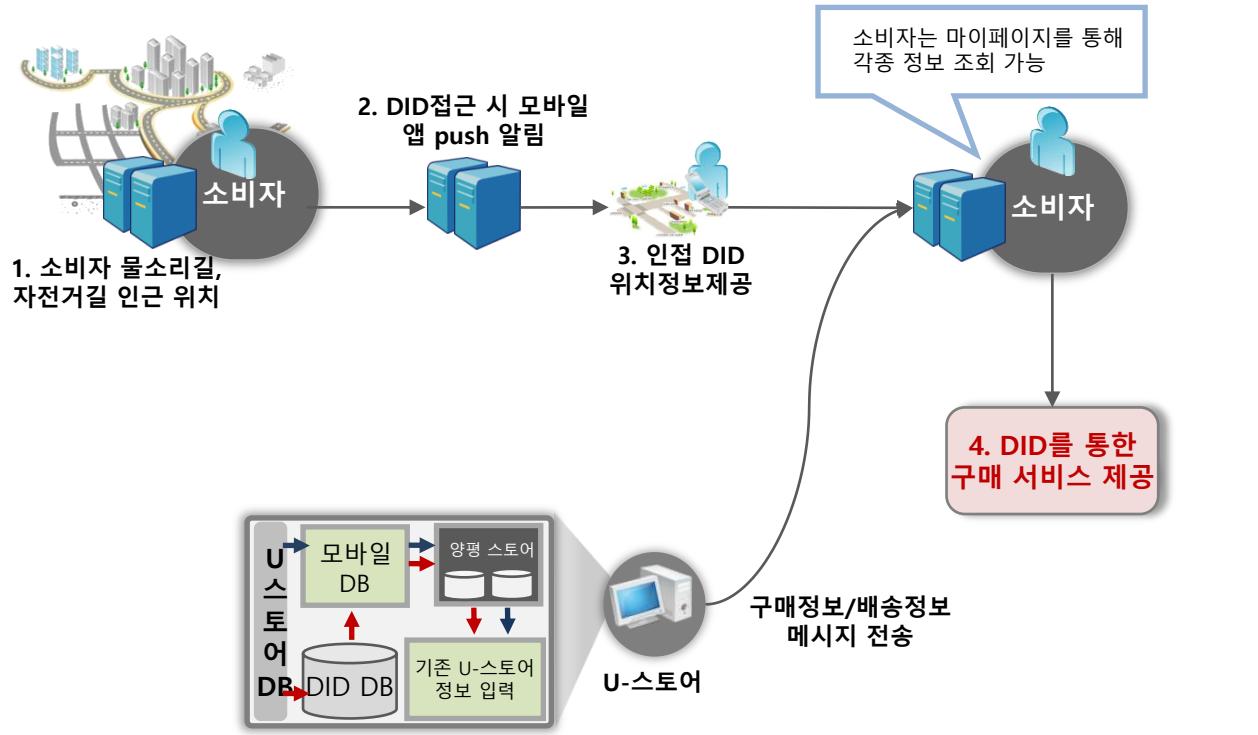 소비자는 마이페이지를 통해
각종 정보 조회 가능
2. DID접근 시 모바일
앱 push 알림
소비자
소비자
1. 소비자 물소리길,
자전거길 인근 위치
3. 인접 DID
위치정보제공
4. DID를 통한
구매 서비스 제공
U
스
토
어
DB
모바일
DB
양평 스토어
DID DB
기존 U-스토어
정보 입력
U-스토어
구매정보/배송정보
메시지 전송